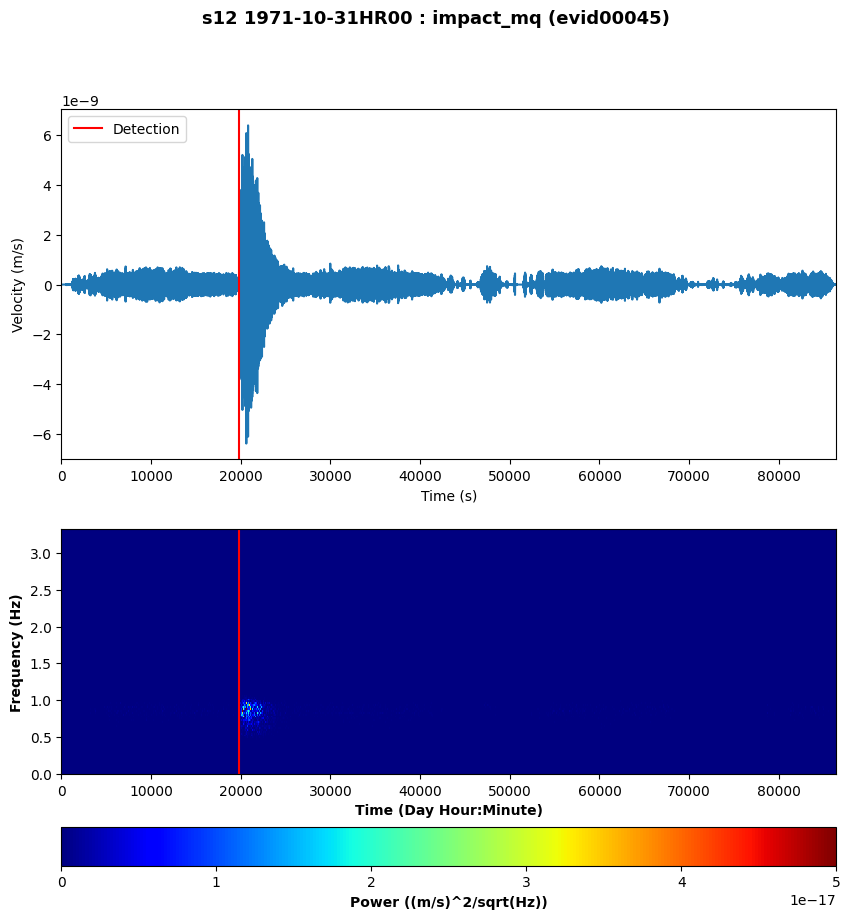 s12 1971-10-31HR00 : impact_mq (evid00045)
1e−9
Detection
6
4
2
0
−2
−4
−6
Velocity (m/s)
0 10000 20000 30000 40000 50000 60000 70000 80000
Time (s)
3.0
2.5
2.0
1.5
1.0
0.5
0.0
Frequency (Hz)
0 10000 20000 30000 40000 50000 60000 70000 80000
Time (Day Hour:Minute)
0 1 2 3 4 5
1e−17
Power ((m/s)^2/sqrt(Hz))